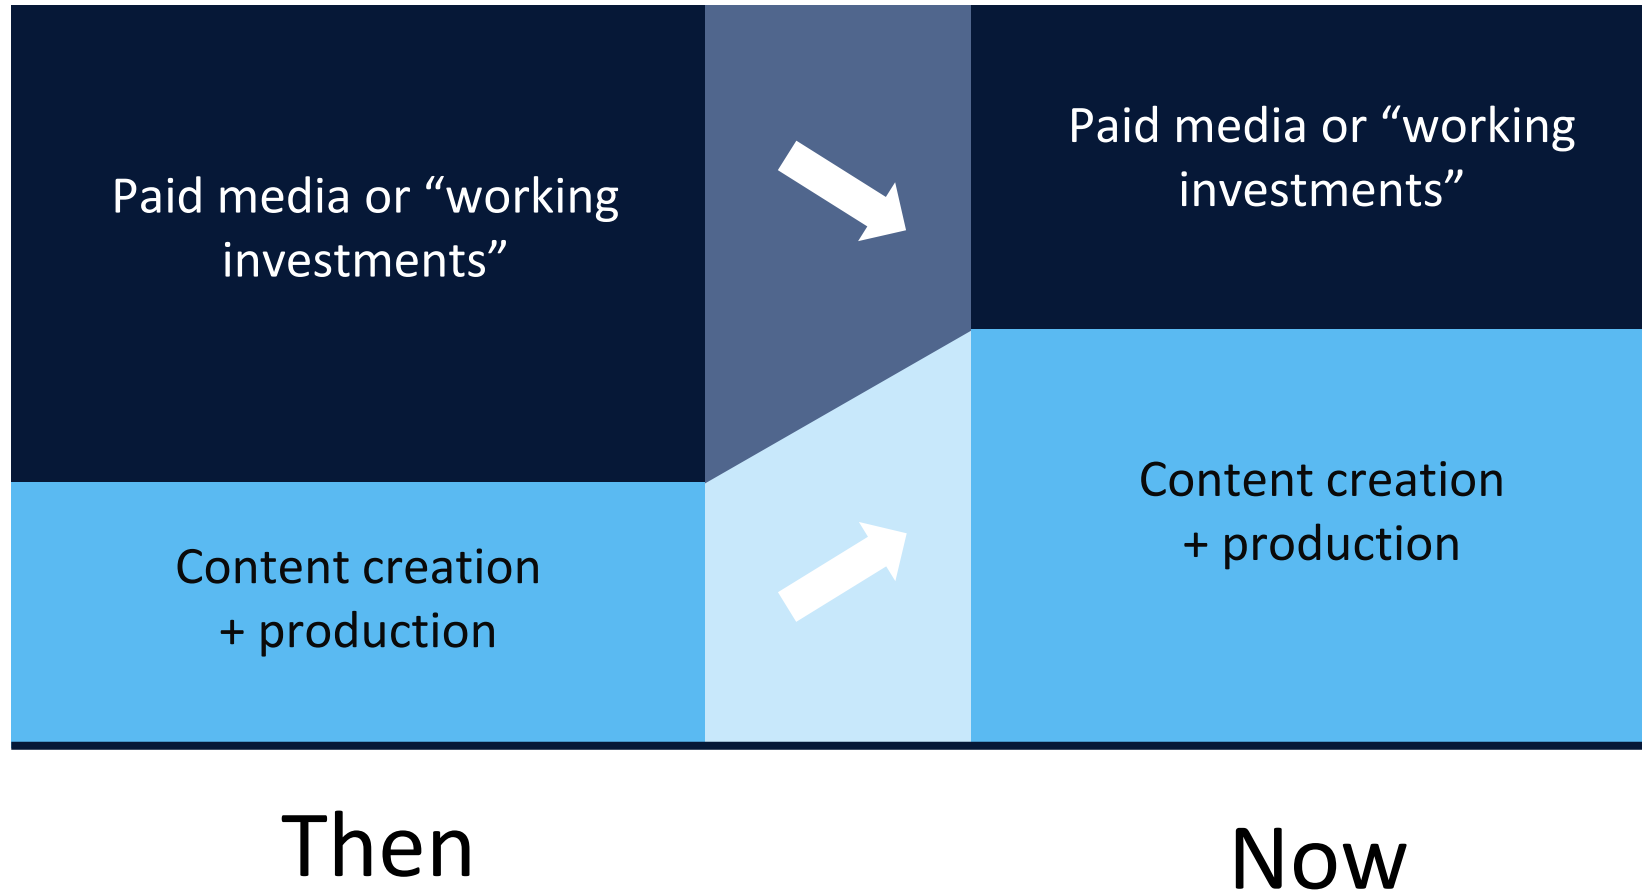 Paid media or “working
investments”
Content creation
+ production
Paid media or “working
investments”
Content creation
+ production
Then
Now